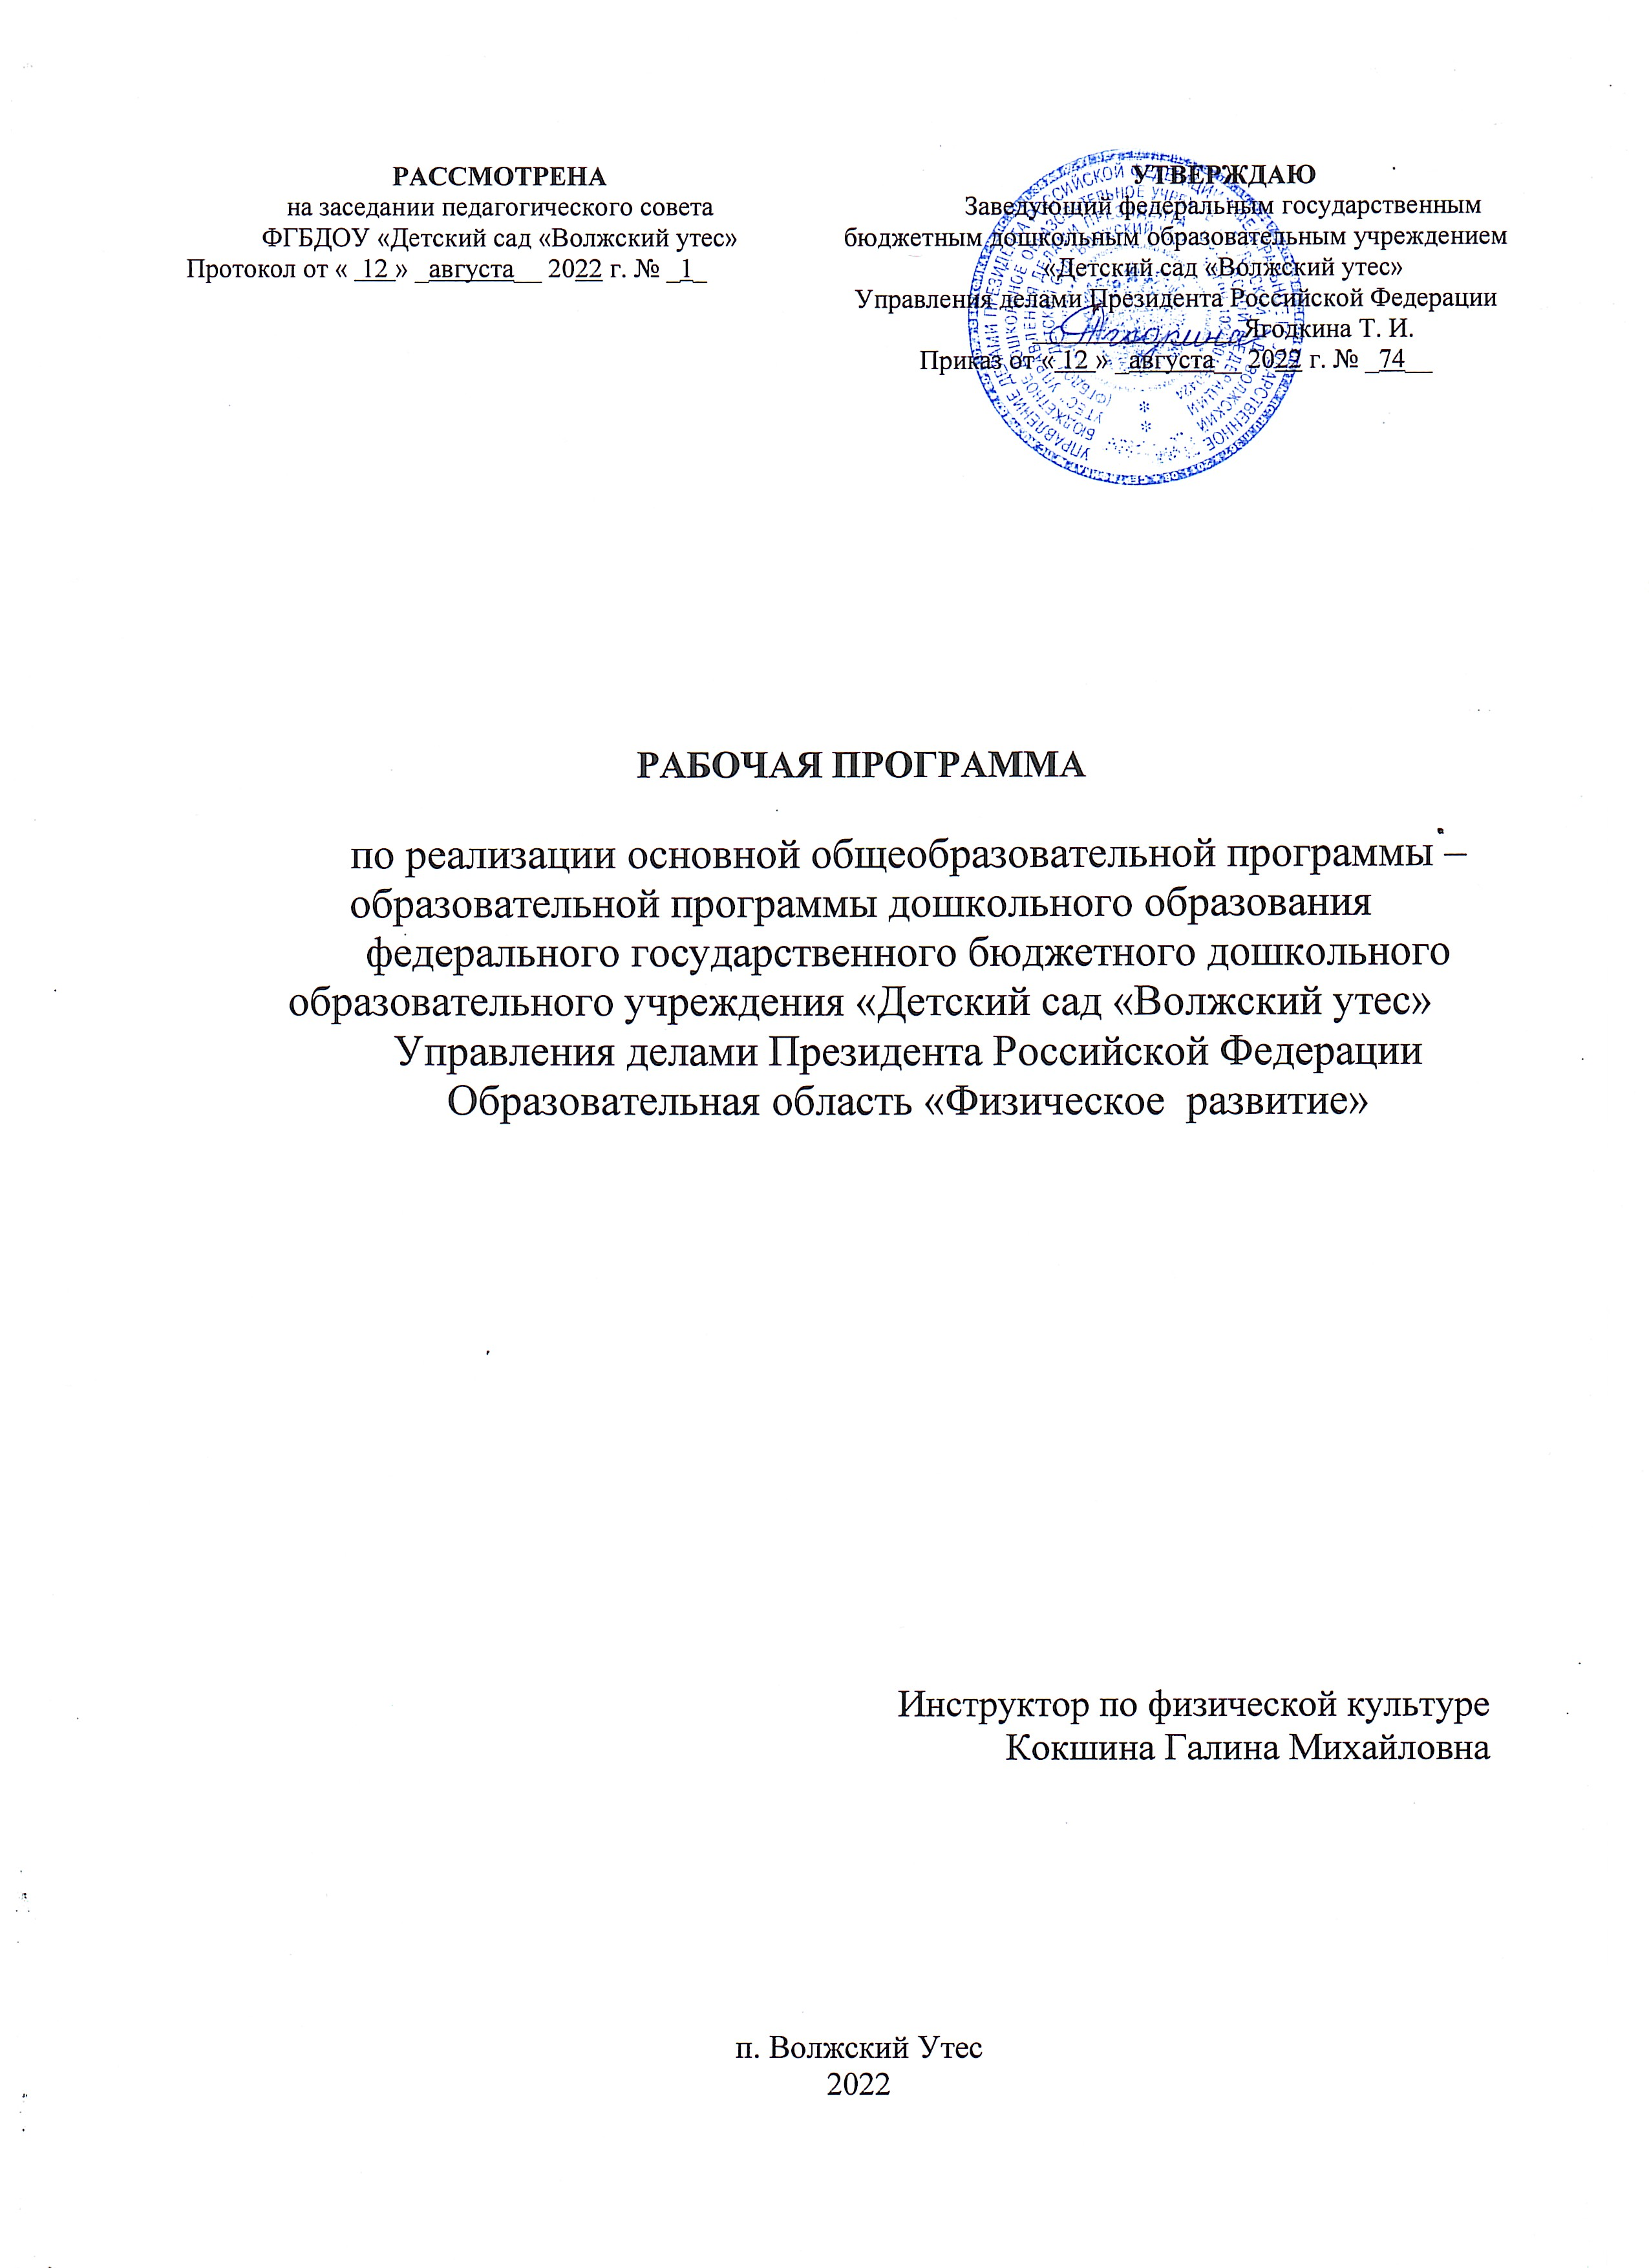 РАССМОТРЕНА
на заседании педагогического совета
ФГБДОУ «Детский сад «Волжский утес»
Протокол от « 12 » _августа__ 2022 г. № _1_
УТВЕРЖДАЮ
Заведующий федеральным государственным
бюджетным дошкольным образовательным учреждением
«Детский сад «Волжский утес»
Управления делами Президента Российской Федерации
Ягодкина Т. И.
Приказ от « 12 » _августа__ 2022 г. № _74__
РАБОЧАЯ ПРОГРАММА
по реализации основной общеобразовательной программы –
образовательной программы дошкольного образования
федерального государственного бюджетного дошкольного
образовательного учреждения «Детский сад «Волжский утес»
Управления делами Президента Российской Федерации
Образовательная область «Физическое развитие»
Инструктор по физической культуре
Кокшина Галина Михайловна
п. Волжский Утес
2022